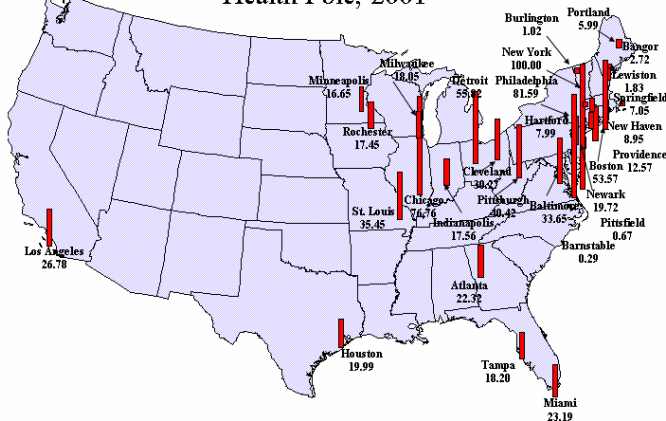 Health Pole, 2001
Portland
5.99
Burlington
1.02
Bangor
2.72
New York
100.00
Milwaukee
18.05
Minneapolis
16.65
Detroit
55.82
Philadelphia
81.59
Lewiston
1.83
Springfield
7.05
Hartford
7.99
New Haven
8.95
Rochester
17.45
Providence
12.57
Boston
53.57
Cleveland
30.27
Newark
19.72
Chicago
76.76
Pittsburgh
40.42
Baltimore
33.65
St. Louis
35.45
Pittsfield
0.67
Indianapolis
17.56
Barnstable
0.29
Los Angeles
26.78
Atlanta
22.32
Houston
19.99
Tampa
18.20
Miami
23.19